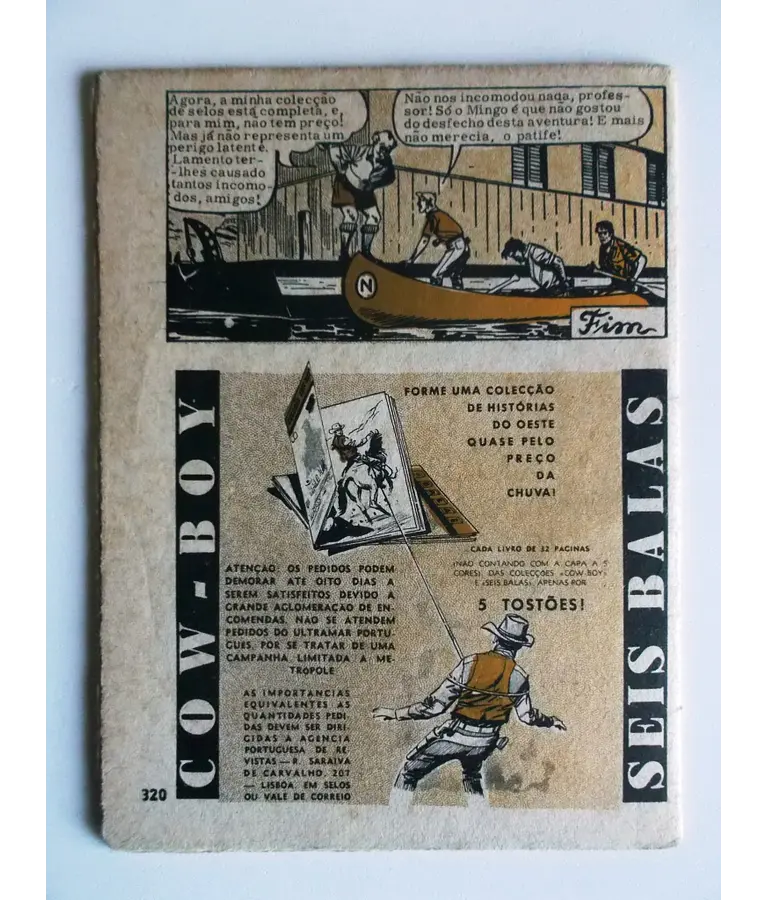 Agora, a minha colecção
de selos está completa, e,
para mim, não tem preço!
Mas já não representa um
perigo latente.
Lamento ter-
-lhes causado
tantos incomo-
dos, amigos!
Não nos incomodou nada, profes-
sor! Só o Mingo é que não gostou
do desfecho desta aventura! E mais
não merecia, o patife!
N
Fim
COW-BOY
FORME UMA COLECÇÃO
DE HISTÓRIAS
DO OESTE
QUASE PELO
PREÇO
DA
CHUVA!
CADA LIVRO DE 32 PAGINAS
(NÃO CONTANDO COM A CAPA A 5
CORES) DAS COLECÇÕES «COW-BOY»
E «SEIS BALAS» APENAS POR
5 TOSTÕES!
ATENÇÃO: OS PEDIDOS PODEM
DEMORAR ATE OITO DIAS A
SEREM SATISFEITOS DEVIDO A
GRANDE AGLOMERAÇÃO DE EN-
COMENDAS. NÃO SE ATENDEM
PEDIDOS DO ULTRAMAR PORTU-
GUES, POR SE TRATAR DE UMA
CAMPANHA LIMITADA A ME-
TRÓPOLE
AS IMPORTANCIAS
EQUIVALENTES AS
QUANTIDADES PEDI-
DAS DEVEM SER DIRI-
GIDAS A AGENCIA
PORTUGUESA DE RE-
VISTAS — R. SARAIVA
DE CARVALHO, 207
— LISBOA, EM SELOS
OU VALE DE CORREIO
SEIS BALAS
320